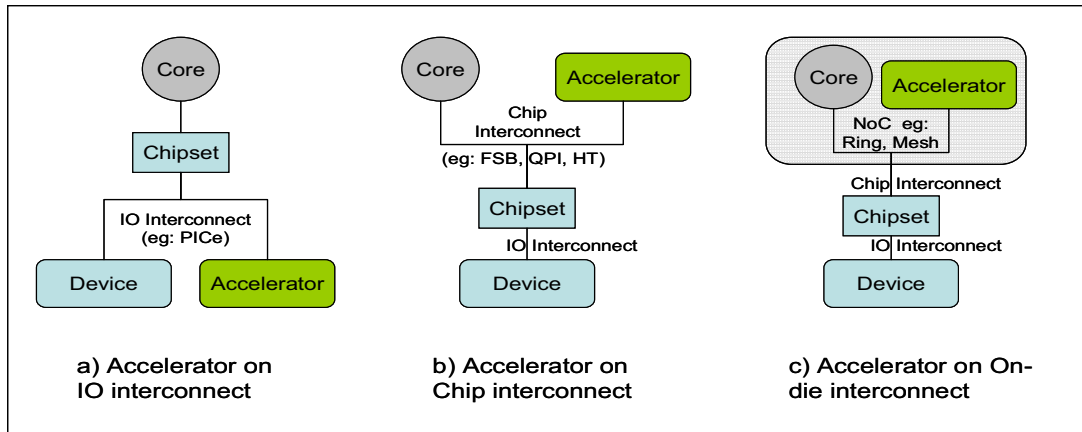 Core
Chipset
IO Interconnect
(eg: PICe)
Device
Accelerator
a) Accelerator on
IO interconnect
Core
Accelerator
Chip
Interconnect
(eg: FSB, QPI, HT)
Chipset
IO Interconnect
Device
b) Accelerator on
Chip interconnect
Core
Accelerator
NoC eg:
Ring, Mesh
Chip Interconnect
Chipset
IO Interconnect
Device
c) Accelerator on On-
die interconnect